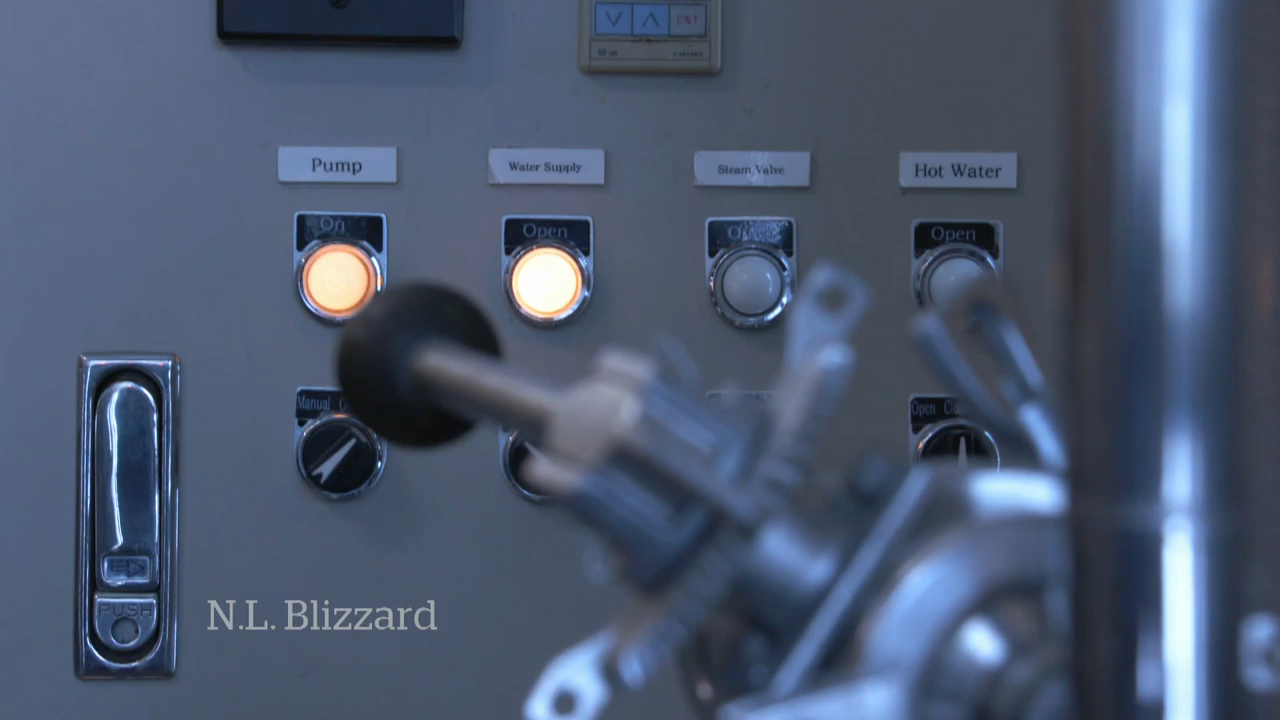 ENT
Pump
Water Supply
Steam Valve
Hot Water
On
Open
Open
Manual
Open
PUSH
N.L. Blizzard